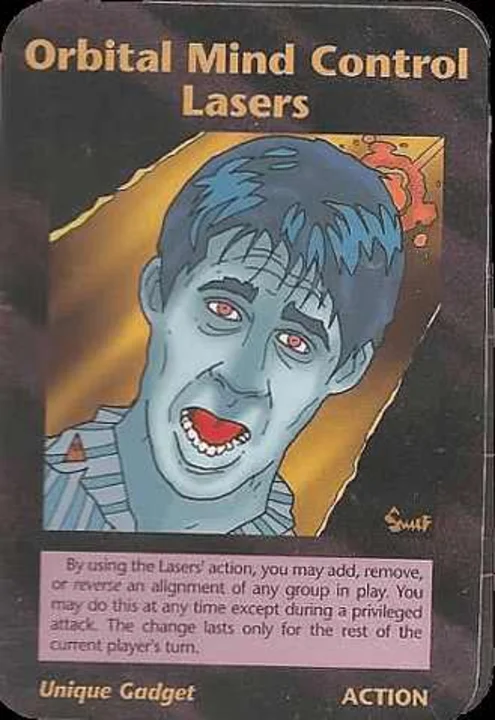 Orbital Mind Control
Lasers
By using the Lasers' action, you may add, remove,
or reverse an alignment of any group in play. You
may do this at any time except during a privileged
attack. The change lasts only for the rest of the
current player's turn.
Unique Gadget
ACTION